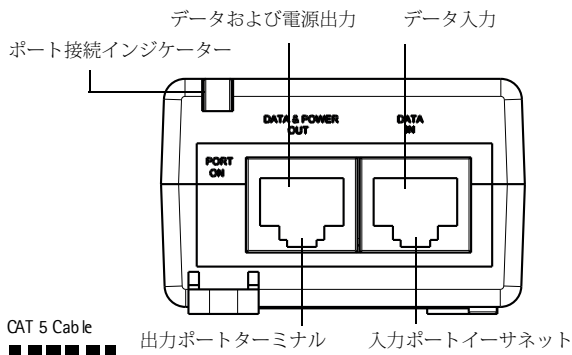 データおよび電源出力
データ入力
ポート接続インジケーター
DATA & POWER
OUT
DATA
IN
PORT
ON
CAT 5 Cable
出力ポートターミナル
入力ポートイーサネット